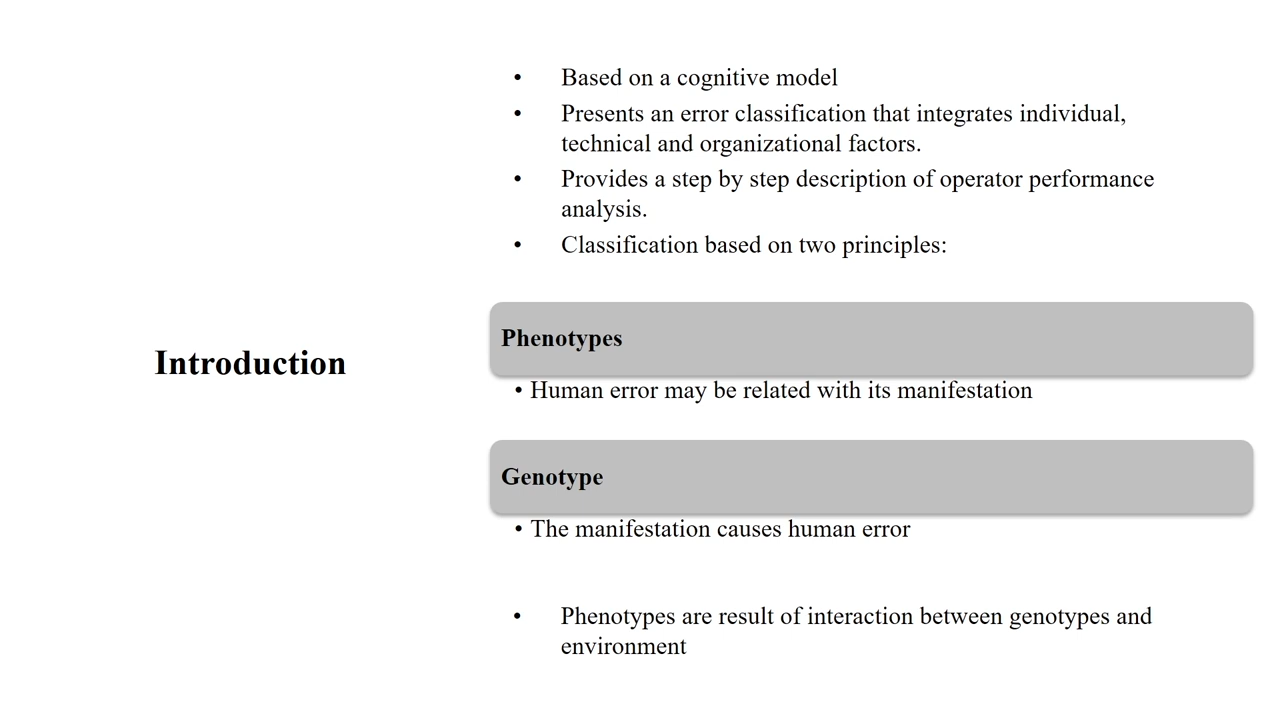 Introduction
• Based on a cognitive model
• Presents an error classification that integrates individual,
technical and organizational factors.
• Provides a step by step description of operator performance
analysis.
• Classification based on two principles:
Phenotypes
• Human error may be related with its manifestation
Genotype
• The manifestation causes human error
• Phenotypes are result of interaction between genotypes and
environment